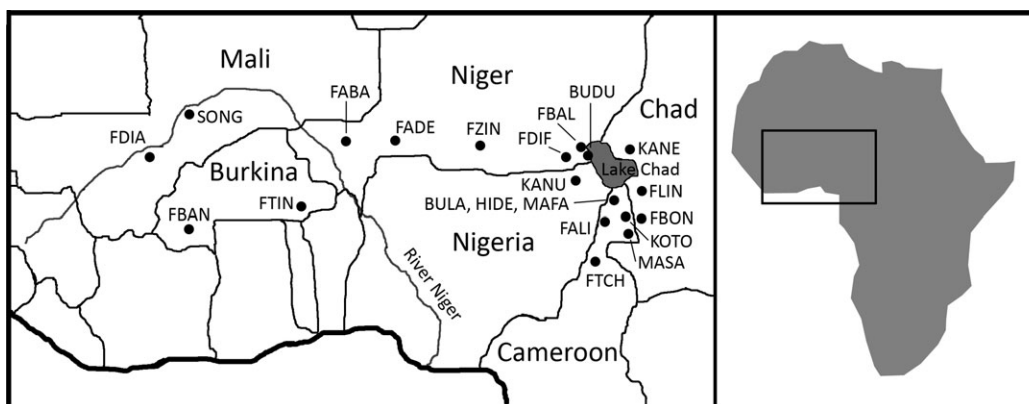 Mali
Niger
BUDU
FABA
FBAL
Chad
SONG
FADE
FZIN
FDIF
KANE
FDIA
Lake Chad
Burkina
KANU
FLIN
BULA, HIDE, MAFA
FTIN
FBAN
FALI
FBON
Nigeria
KOTO
MASA
River Niger
FTCH
Cameroon